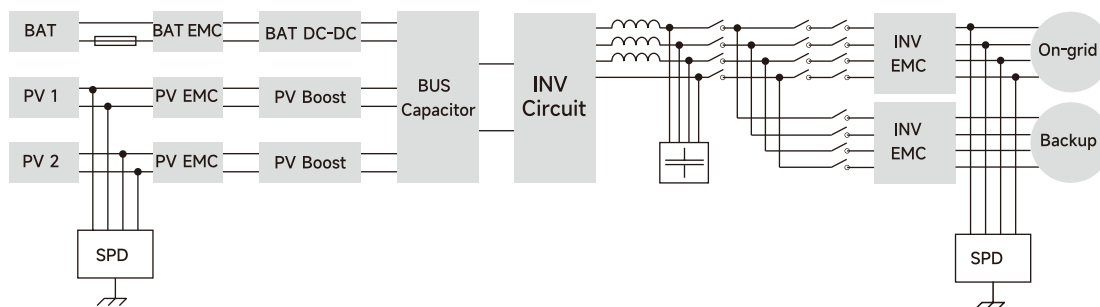 BAT
BAT EMC
BAT DC-DC
PV 1
PV EMC
PV Boost
PV 2
PV EMC
PV Boost
SPD
BUS
Capacitor
INV
Circuit
INV
EMC
On-grid
INV
EMC
Backup
SPD